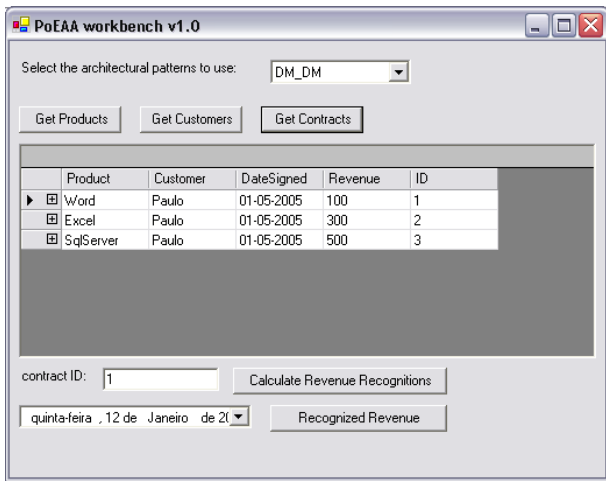 PoEAA workbench v1.0
Select the architectural patterns to use: DM_DM
Get Products Get Customers Get Contracts
Product Customer DateSigned Revenue ID
Word Paulo 01-05-2005 100 1
Excel Paulo 01-05-2005 300 2
SqlServer Paulo 01-05-2005 500 3
contract ID: 1 Calculate Revenue Recognitions
quinta-feira , 12 de Janeiro de 20 Recognized Revenue